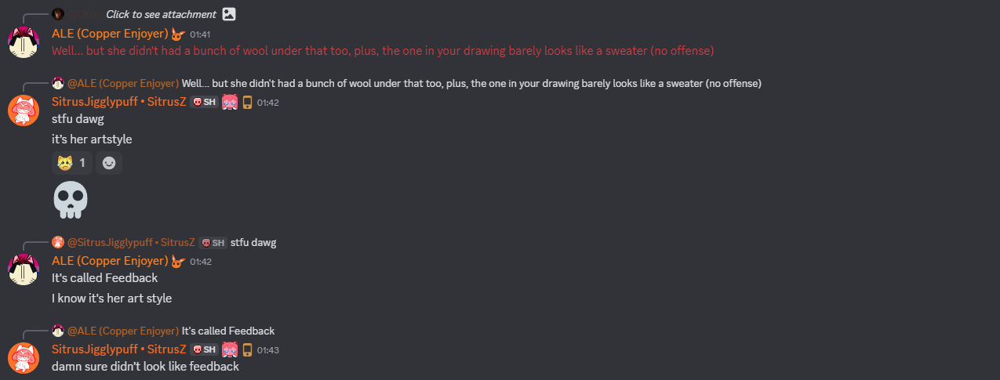 Click to see attachment
ALE (Copper Enjoyer) 01:41
Well... but she didn't had a bunch of wool under that too, plus, the one in your drawing barely looks like a sweater (no offense)
@ALE (Copper Enjoyer) Well... but she didn't had a bunch of wool under that too, plus, the one in your drawing barely looks like a sweater (no offense)
SitrusJigglypuff • SitrusZ SH 01:42
stfu dawg
it’s her artstyle
1
@SitrusJigglypuff • SitrusZ SH stfu dawg
ALE (Copper Enjoyer) 01:42
It's called Feedback
I know it's her art style
@ALE (Copper Enjoyer) It's called Feedback
SitrusJigglypuff • SitrusZ SH 01:43
damn sure didn’t look like feedback